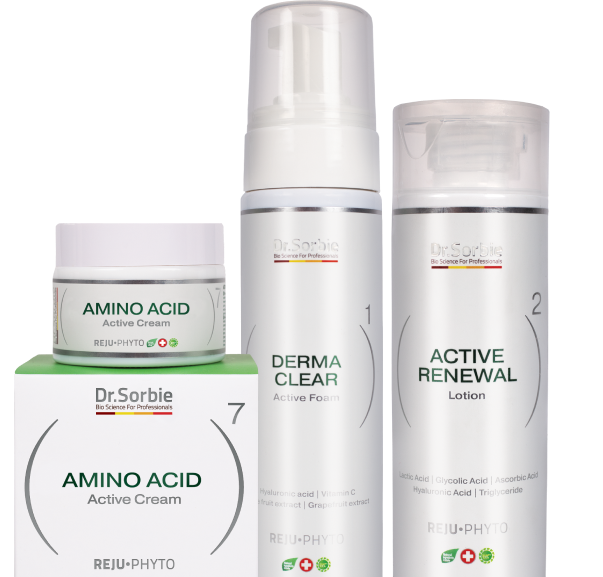 AMINO ACID
Active Cream
REJU•PHYTO
Dr.Sorbie
Bio Science For Professionals
7
AMINO ACID
Active Cream
REJU•PHYTO
Dr.Sorbie
Bio Science For Professionals
1
DERMA
CLEAR
Active Foam
Hyaluronic acid | Vitamin C
fruit extract | Grapefruit extract
REJU•PHYTO
Dr.Sorbie
Bio Science For Professionals
2
ACTIVE
RENEWAL
Lotion
Lactic Acid | Glycolic Acid | Ascorbic Acid
Hyaluronic Acid | Triglyceride
REJU•PHYTO